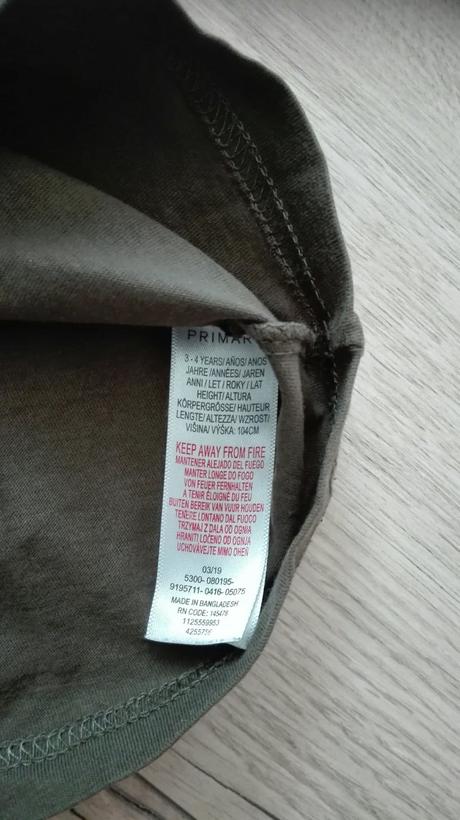 PRIMAR
3 - 4 YEARS/ AÑOS/ ANOS
JAHRE /ANNÉES/ JAREN
ANNI / LET / ROKY / LAT
HEIGHT/ ALTURA
KÖRPERGRÖSSE/ HAUTEUR
LENGTE/ ALTEZZA/ WZROST/
VIŠINA/ VÝŠKA: 104CM
KEEP AWAY FROM FIRE
MANTENER ALEJADO DEL FUEGO
MANTER LONGE DO FOGO
VON FEUER FERNHALTEN
A TENIR ÉLOIGNÉ DU FEU
BUITEN BEREIK VAN VUUR HOUDEN
TENERE LONTANO DAL FUOCO
TRZYMAJ Z DALA OD OGNIA
HRANITI LOČENO OD OGNJA
UCHOVÁVEJTE MIMO OHEŇ
03/19
5300- 080195-
9195711- 0416- 05075
MADE IN BANGLADESH
RN CODE: 145476
1125559953